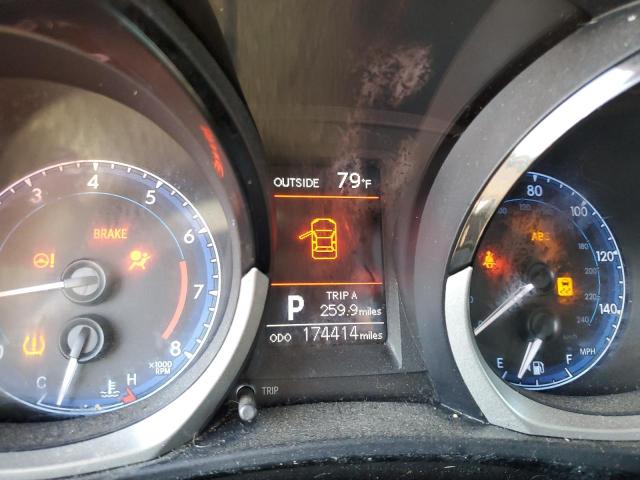 OUTSIDE 79°F
3 4 5 6 7 8
BRAKE
x1000
RPM
C H
TRIP A
P 259.9 miles
ODO 174414 miles
TRIP
80 100 120 140
ABS
E F MPH
200
220
240